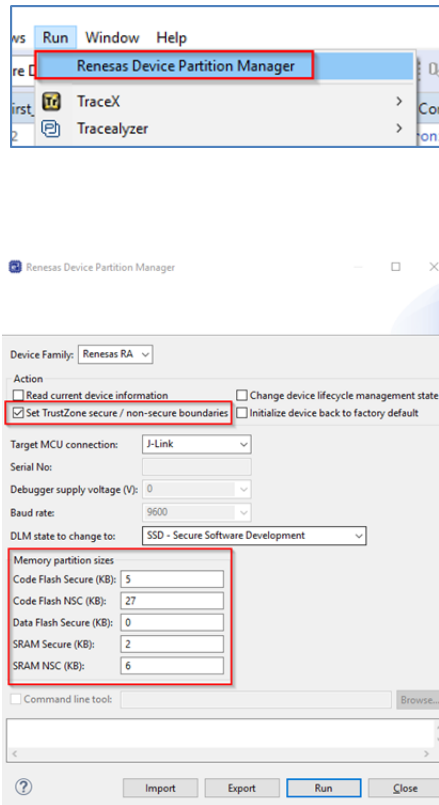 ws Run Window Help
re D Renesas Device Partition Manager
irst_ TraceX > Co
2 Tracealyzer > on
Renesas Device Partition Manager
Device Family: Renesas RA
Action
Read current device information Change device lifecycle management state
Set TrustZone secure / non-secure boundaries Initialize device back to factory default
Target MCU connection: J-Link
Serial No:
Debugger supply voltage (V): 0
Baud rate: 9600
DLM state to change to: SSD - Secure Software Development
Memory partition sizes
Code Flash Secure (KB): 5
Code Flash NSC (KB): 27
Data Flash Secure (KB): 0
SRAM Secure (KB): 2
SRAM NSC (KB): 6
Command line tool: Browse...
Import Export Run Close